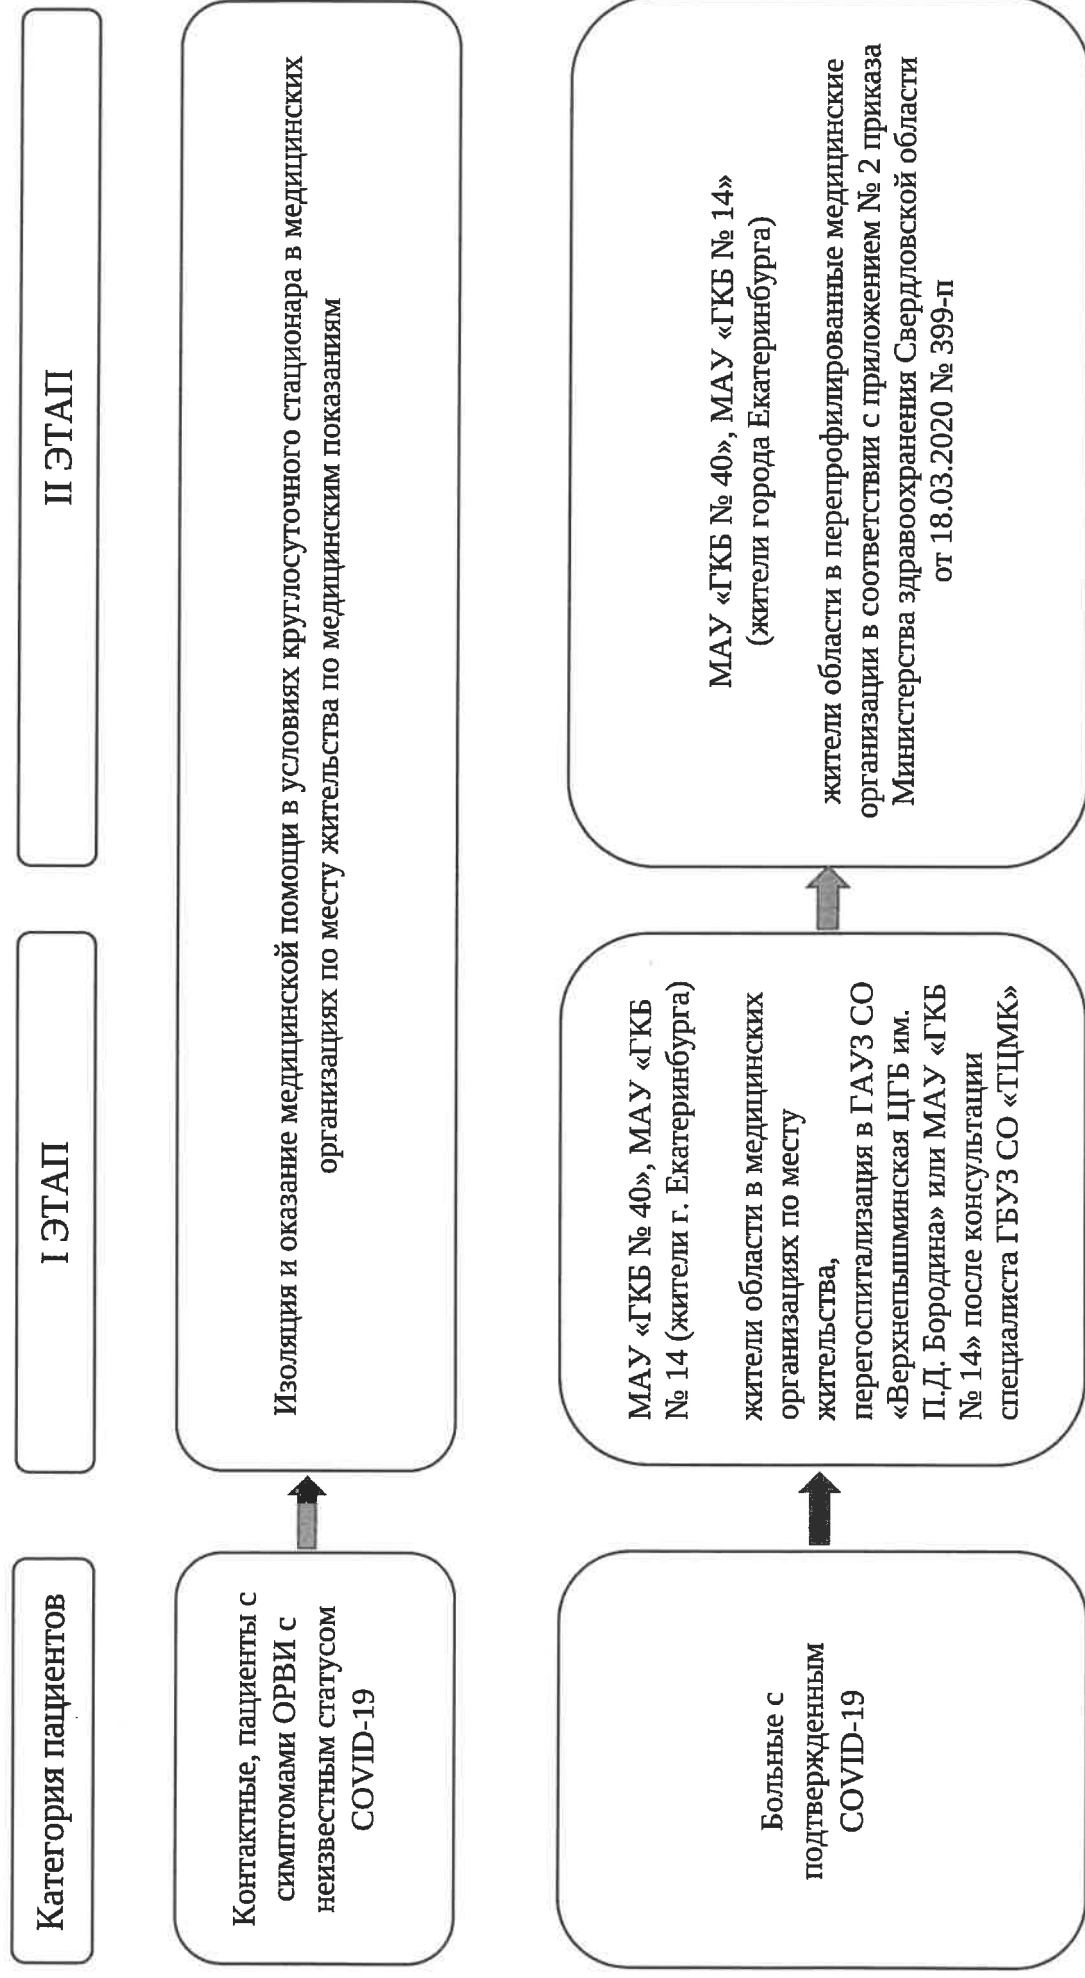 Категория пациентов
I ЭТАП
II ЭТАП
Контактные, пациенты с
симптомами ОРВИ с
неизвестным статусом
COVID-19
Изоляция и оказание медицинской помощи в условиях круглосуточного стационара в медицинских
организациях по месту жительства по медицинским показаниям
Больные с
подтвержденным
COVID-19
МАУ «ГКБ № 40», МАУ «ГКБ
№ 14 (жители г. Екатеринбурга)
жители области в медицинских
организациях по месту
жительства,
перегоспитализация в ГАУЗ СО
«Верхнепышминская ЦГБ им.
П.Д. Бородина» или МАУ «ГКБ
№ 14» после консультации
специалиста ГБУЗ СО «ТЦМК»
МАУ «ГКБ № 40», МАУ «ГКБ № 14»
(жители города Екатеринбурга)
жители области в перепрофилированные медицинские
организации в соответствии с приложением № 2 приказа
Министерства здравоохранения Свердловской области
от 18.03.2020 № 399-п